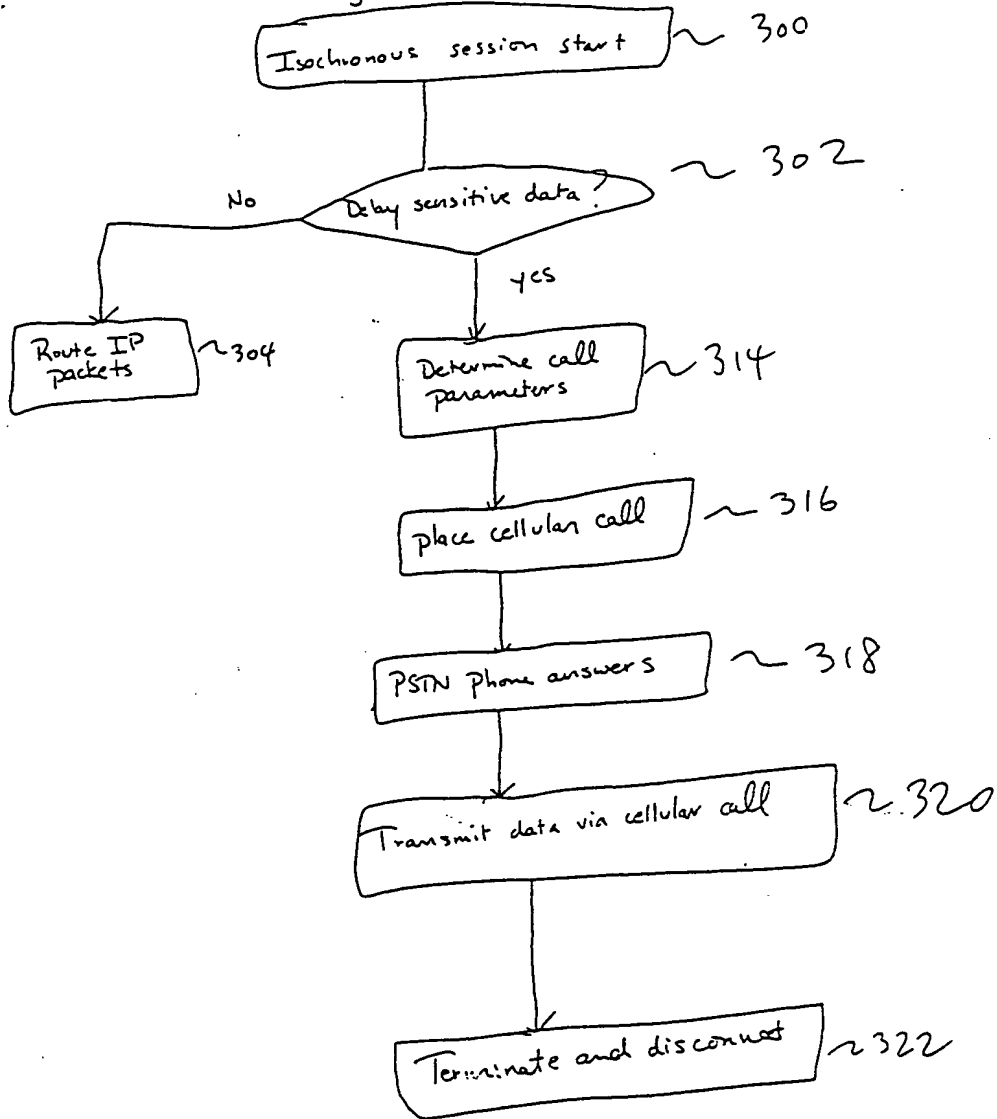 Isochronous session start
~ 300
Delay sensitive data?
~ 302
No
yes
Route IP
packets
~304
Determine call
parameters
~ 314
place cellular call
~ 316
PSTN Phone answers
~ 318
Transmit data via cellular call
~ 320
Terminate and disconnect
~322